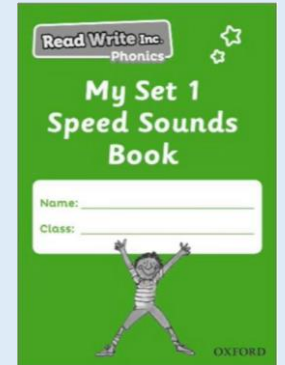 Read Write Inc.
Phonics
My Set 1
Speed Sounds
Book
Name:
Class:
OXFORD